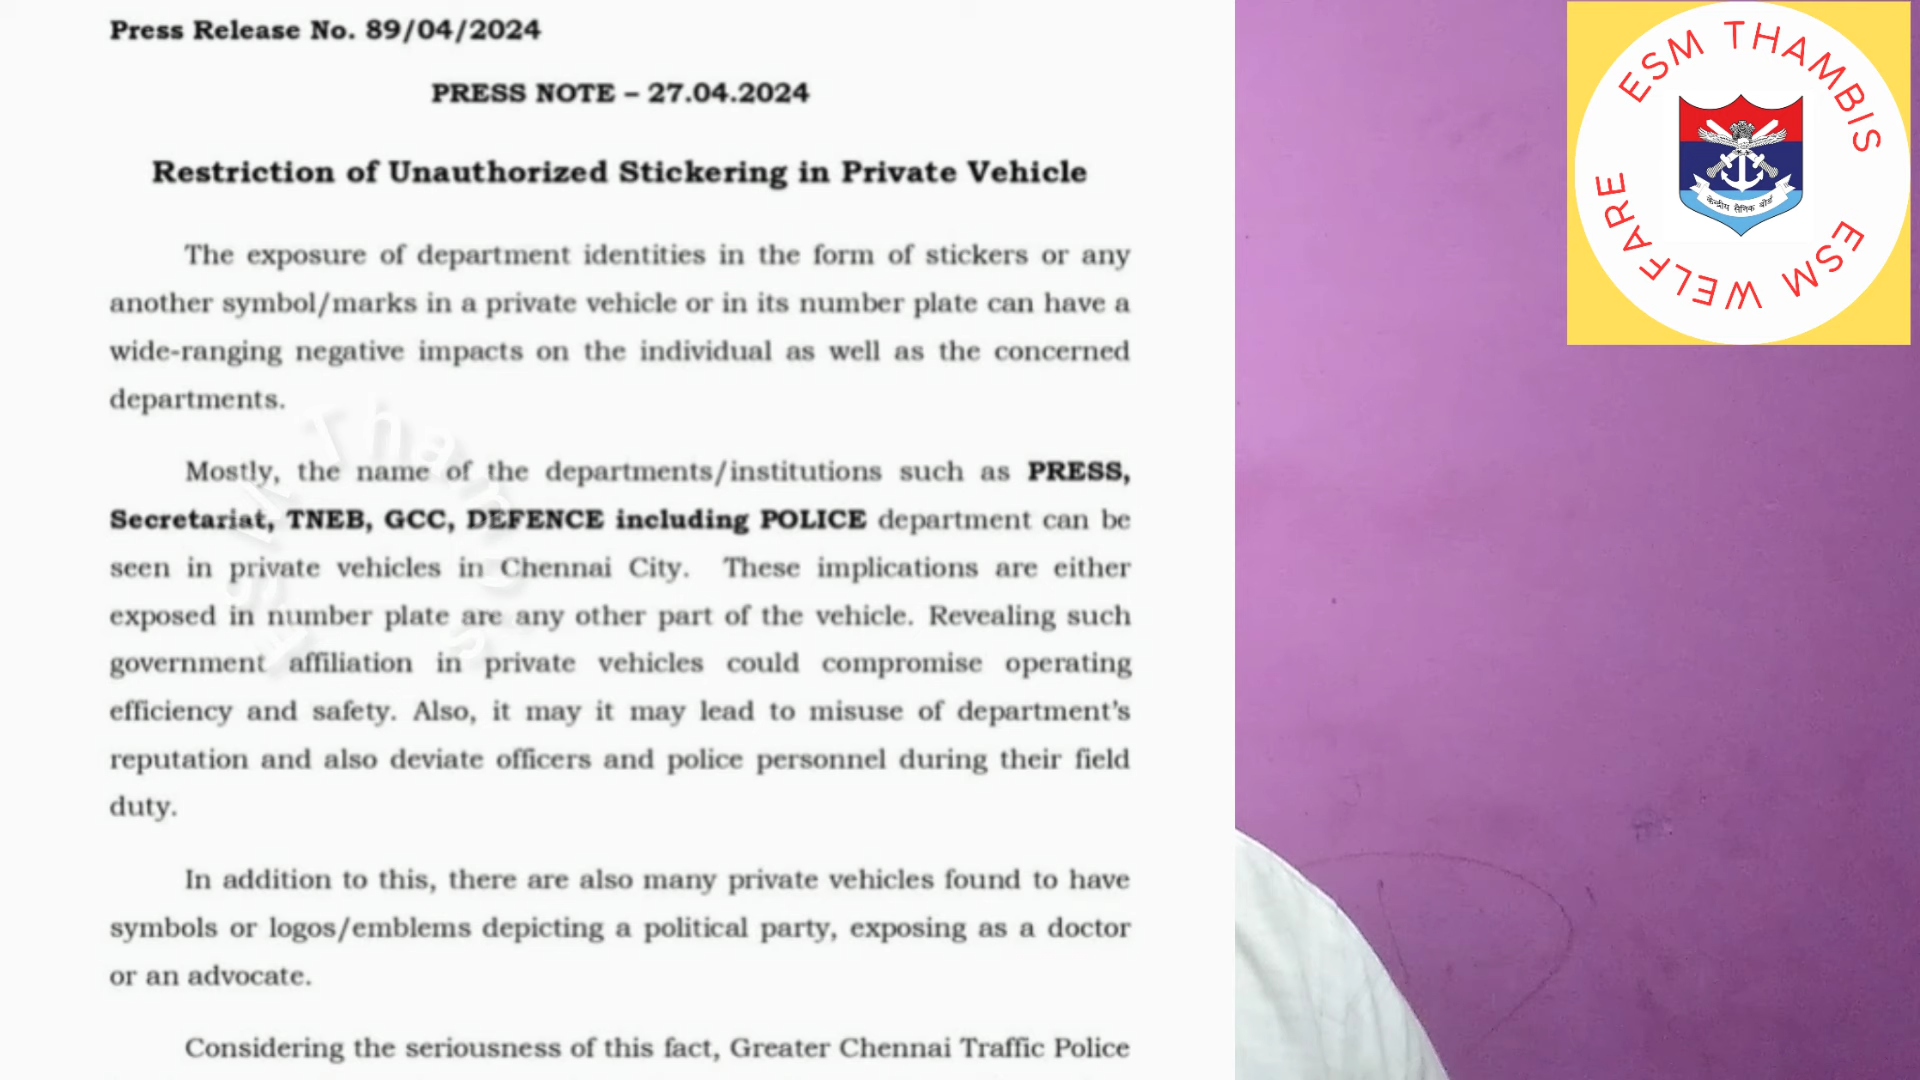 Press Release No. 89/04/2024
PRESS NOTE – 27.04.2024
Restriction of Unauthorized Stickering in Private Vehicle
The exposure of department identities in the form of stickers or any
another symbol/marks in a private vehicle or in its number plate can have a
wide-ranging negative impacts on the individual as well as the concerned
departments.
Mostly, the name of the departments/institutions such as PRESS,
Secretariat, TNEB, GCC, DEFENCE including POLICE department can be
seen in private vehicles in Chennai City. These implications are either
exposed in number plate are any other part of the vehicle. Revealing such
government affiliation in private vehicles could compromise operating
efficiency and safety. Also, it may it may lead to misuse of department's
reputation and also deviate officers and police personnel during their field
duty.
In addition to this, there are also many private vehicles found to have
symbols or logos/emblems depicting a political party, exposing as a doctor
or an advocate.
Considering the seriousness of this fact, Greater Chennai Traffic Police
ESM THAMBIS
ESM WELFARE
केन्द्रीय सैनिक बोर्ड
ESM Thambis